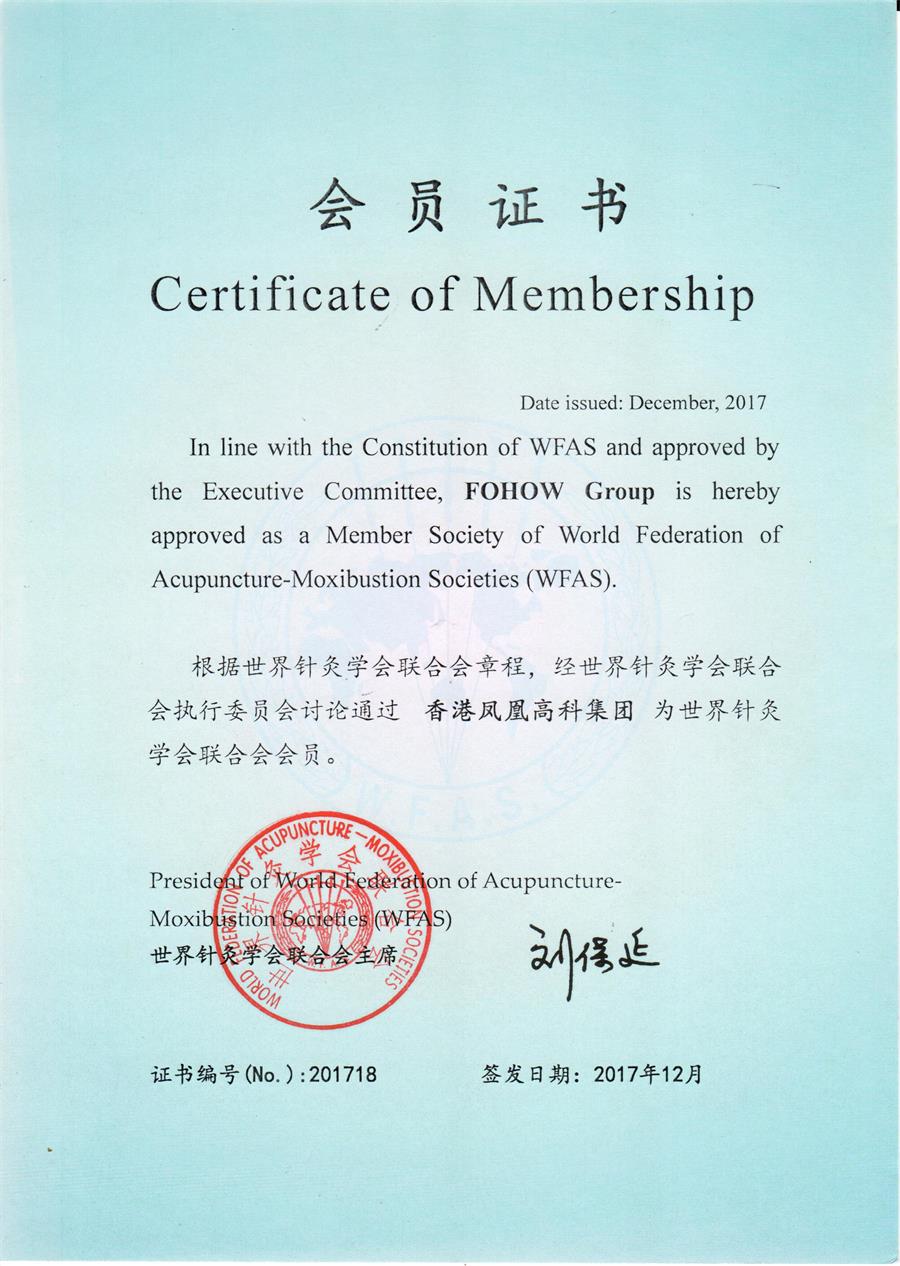 会员证书
Certificate of Membership
Date issued: December, 2017
In line with the Constitution of WFAS and approved by
the Executive Committee, FOHOW Group is hereby
approved as a Member Society of World Federation of
Acupuncture-Moxibustion Societies (WFAS).
根据世界针灸学会联合会章程，经世界针灸学会联合
会执行委员会讨论通过 香港凤凰高科集团 为世界针灸
学会联合会会员。
W.F.A.S.
President of World Federation of Acupuncture-
Moxibustion Societies (WFAS)
世界针灸学会联合会主席
WORLD FEDERATION OF ACUPUNCTURE-MOXIBUTION SOCIETIES
世界针灸学会联合会
刘保延
证书编号(No.):201718 签发日期：2017年12月